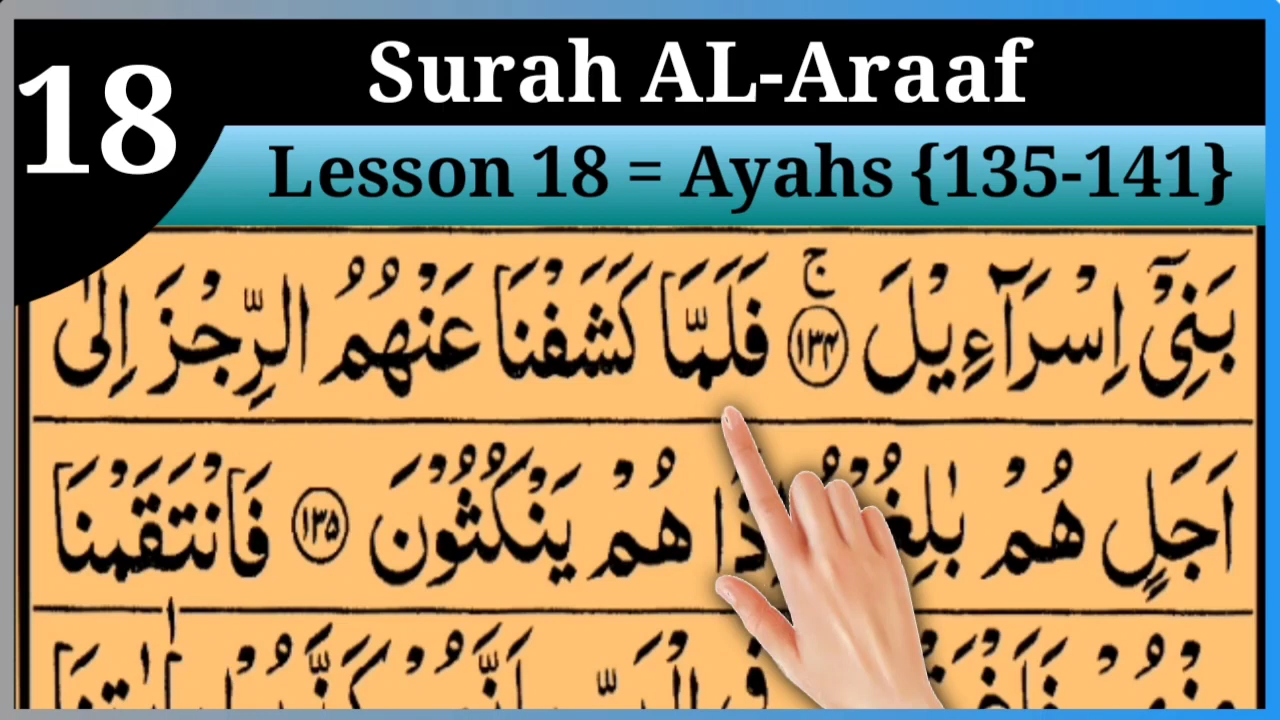 18
Surah AL-Araaf
Lesson 18 = Ayahs {135-141}
بَنِیْۤ اِسْرَآءِیْلَ ۚ ﴿۱۳۴﴾ فَلَمَّا كَشَفْنَا عَنْهُمُ الرِّجْزَ اِلٰۤی
اَجَلٍ هُمْ بٰلِغُوْهُ اِذَا هُمْ یَنْكُثُوْنَ ﴿۱۳۵﴾ فَانْتَقَمْنَا